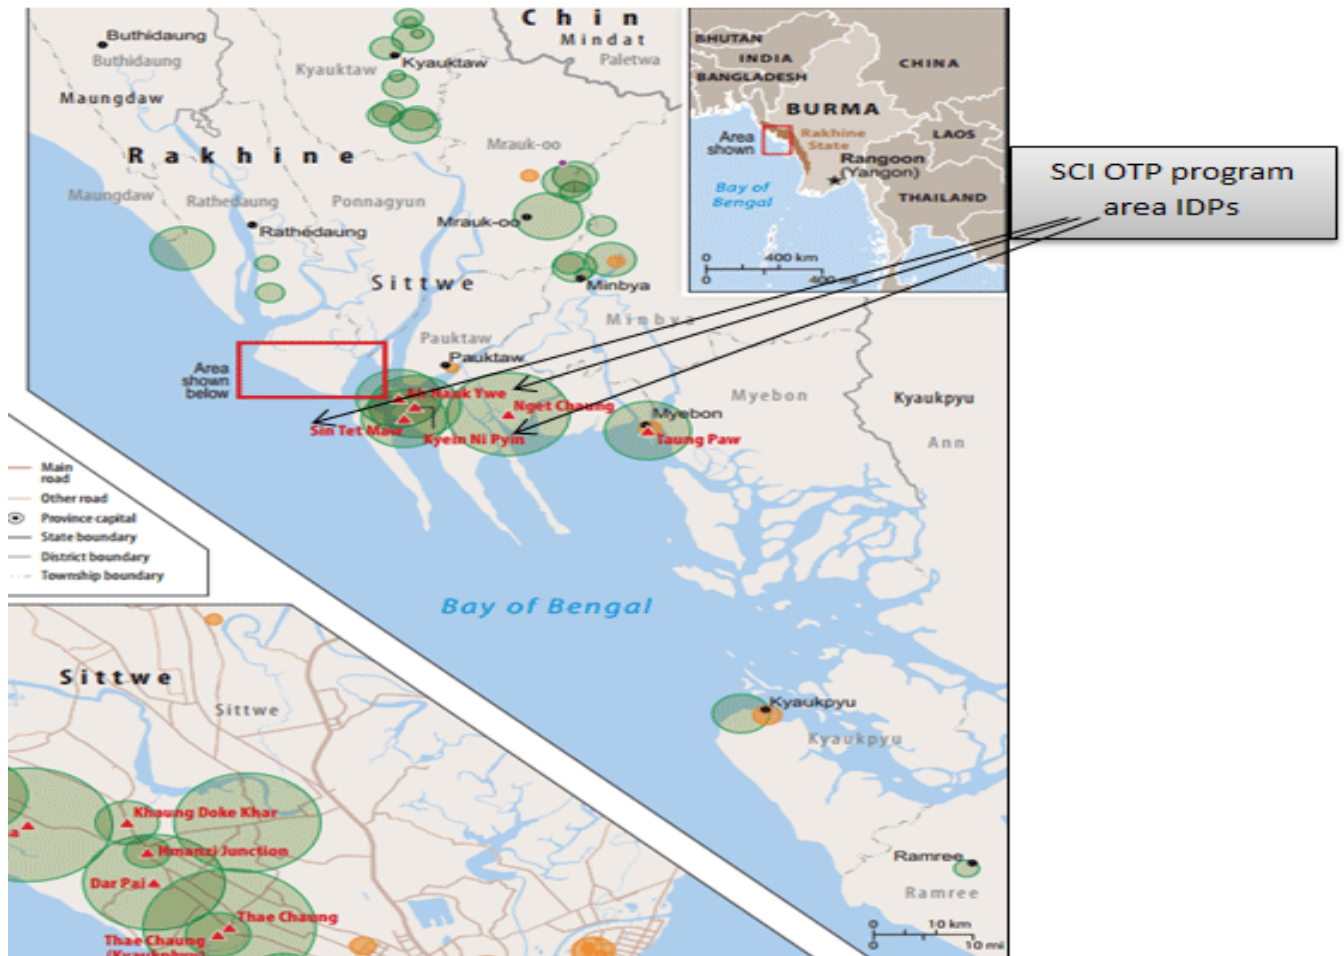 Chin
Mindat
Paletwa
Buthidaung
Buthidaung
Kyauktaw
Kyauktaw
Maungdaw
Rakhine
Mrauk-oo
Maungdaw
Rathedaung
Ponnagyun
Rathedaung
Mrauk-oo
Sittwe
Minbya
Minbya
Pauktaw
Pauktaw
Area
shown
below
Ah Nauk Ywe
Nget Chaung
Sin Tet Maw
Kyein Ni Pyin
Myebon
Myebon
Taung Paw
Kyaukpyu
Ann
BHUTAN
INDIA
BANGLADESH
CHINA
BURMA
Area
shown
Rakhine
State
LAOS
Rangoon
(Yangon)
Bay of
Bengal
THAILAND
0 400 km
0 400 mi
SCI OTP program
area IDPs
Main
road
Other road
Province capital
State boundary
District boundary
Township boundary
Bay of Bengal
Sittwe
Sittwe
Kyaukpyu
Kyaukpyu
Khaung Doke Khar
Hmanzi Junction
Dar Pai
Thae Chaung
Thae Chaung
Ramree
Ramree
0 10 km
0 10 mi